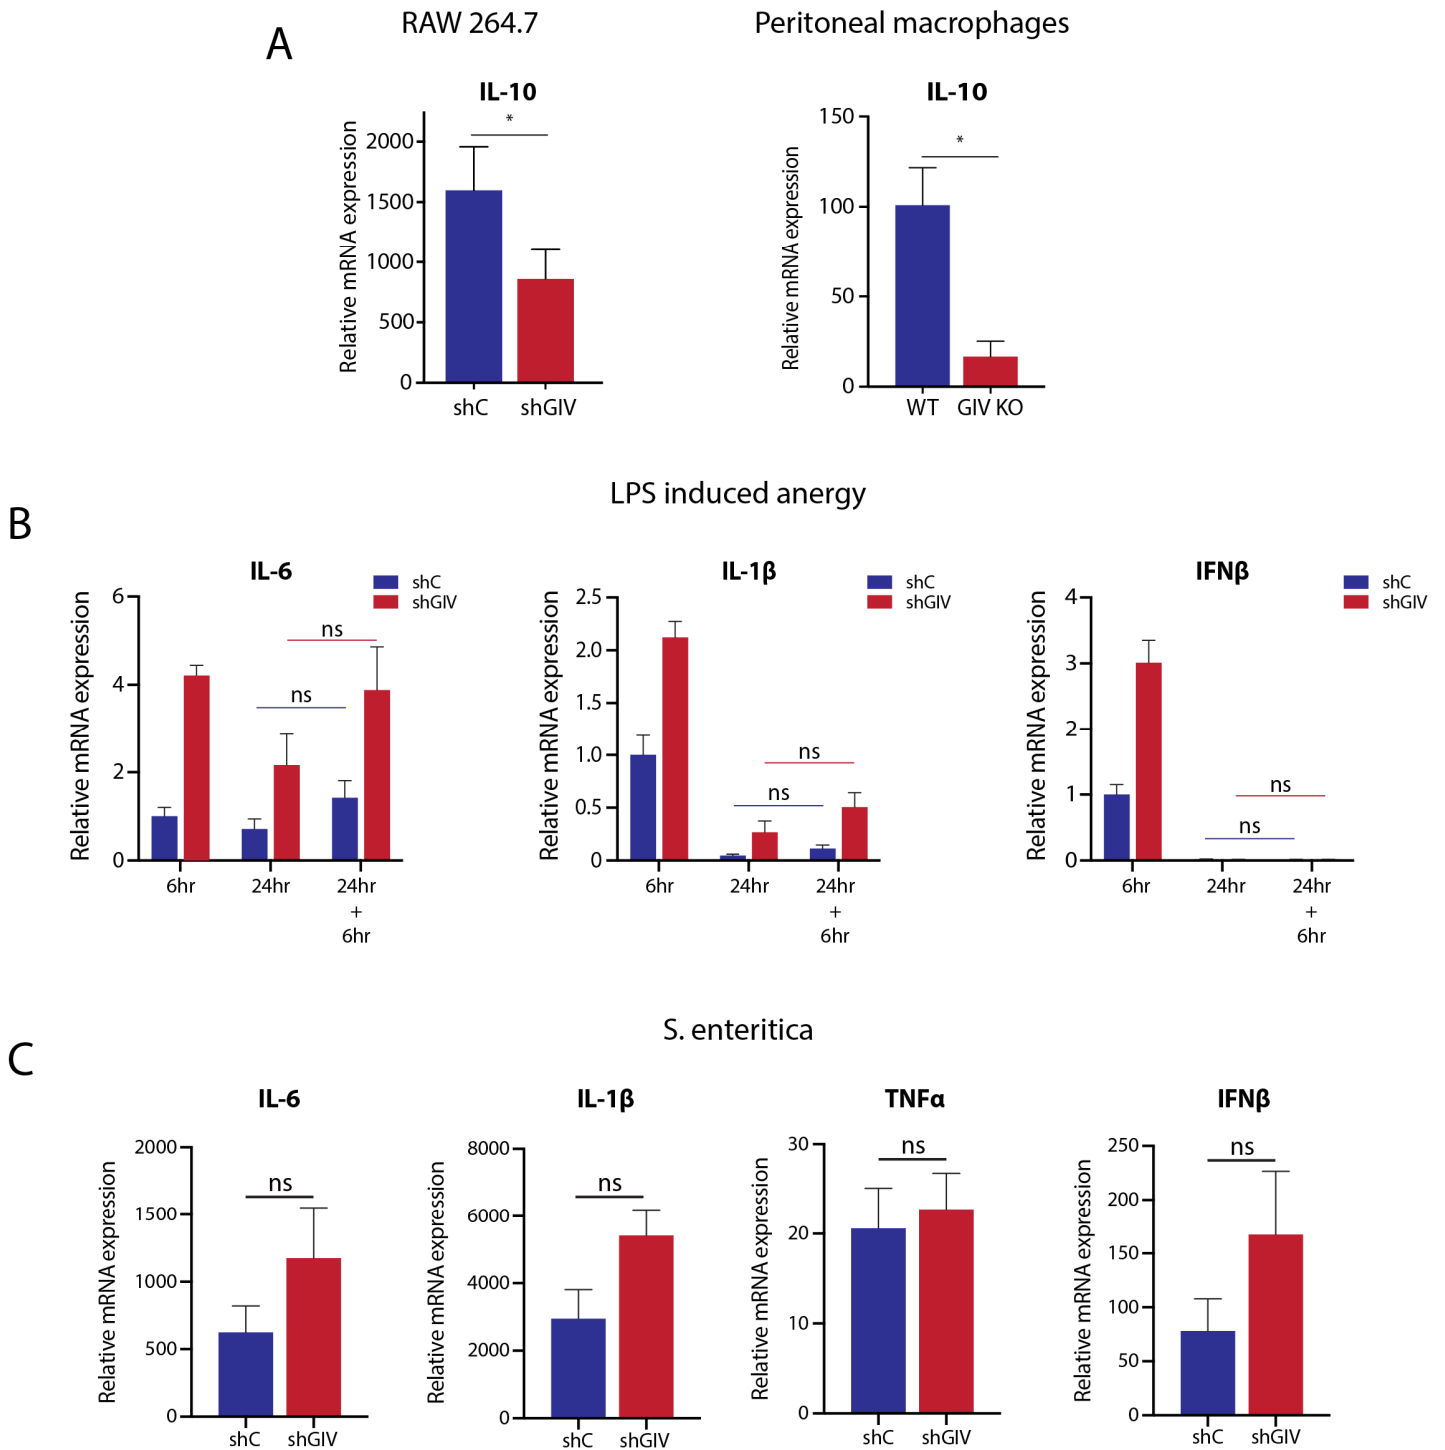 A
RAW 264.7
Peritoneal macrophages
IL-10
*
Relative mRNA expression
2000
1500
1000
500
0
shC
shGIV
IL-10
*
Relative mRNA expression
150
100
50
0
WT
GIV KO
LPS induced anergy
B
IL-6
shC
shGIV
Relative mRNA expression
6
4
2
0
ns
ns
6hr
24hr
24hr
+
6hr
IL-1β
shC
shGIV
Relative mRNA expression
2.5
2.0
1.5
1.0
0.5
0
ns
ns
6hr
24hr
24hr
+
6hr
IFNβ
shC
shGIV
Relative mRNA expression
4
3
2
1
0
ns
ns
6hr
24hr
24hr
+
6hr
S. enteritica
C
IL-6
Relative mRNA expression
2000
1500
1000
500
0
ns
shC
shGIV
IL-1β
Relative mRNA expression
8000
6000
4000
2000
0
ns
shC
shGIV
TNFα
Relative mRNA expression
30
20
10
0
ns
shC
shGIV
IFNβ
Relative mRNA expression
250
200
150
100
50
0
ns
shC
shGIV